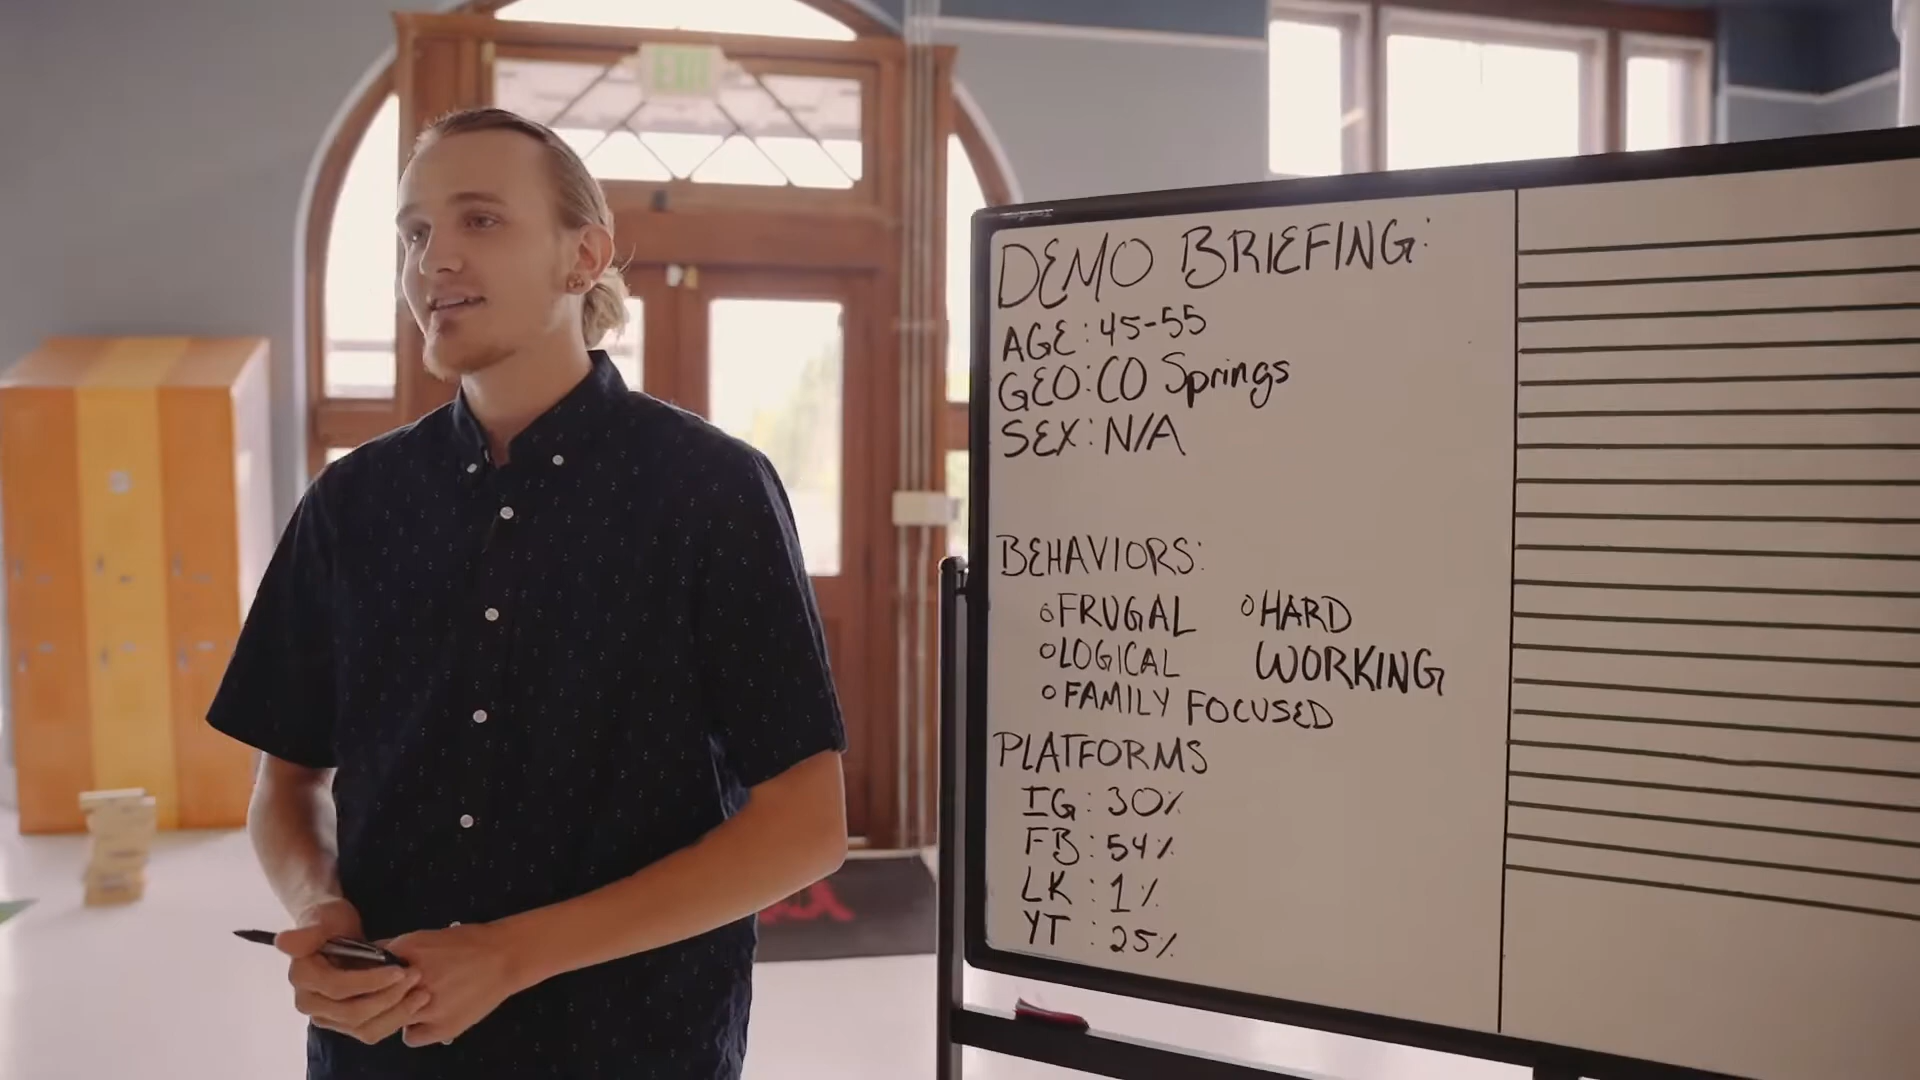 EXIT
DEMO BRIEFING:
AGE: 45-55
GEO: CO Springs
SEX: N/A
BEHAVIORS:
o FRUGAL
o LOGICAL
o FAMILY FOCUSED
o HARD
WORKING
PLATFORMS
IG: 30%
FB: 54%
LK: 1%
YT: 25%